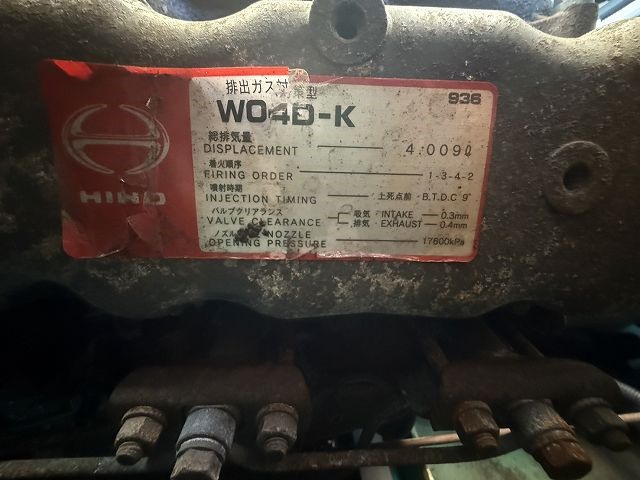 排出ガス対策型
936
W04D-K
総排気量
DISPLACEMENT 4.009ℓ
着火順序
FIRING ORDER 1-3-4-2
噴射時期
INJECTION TIMING 上死点前・B.T.D.C 9°
バルブクリアランス
VALVE CLEARANCE 吸気・INTAKE 0.3mm
排気・EXHAUST 0.4mm
NOZZLE
OPENING PRESSURE 17600kPa
HINO